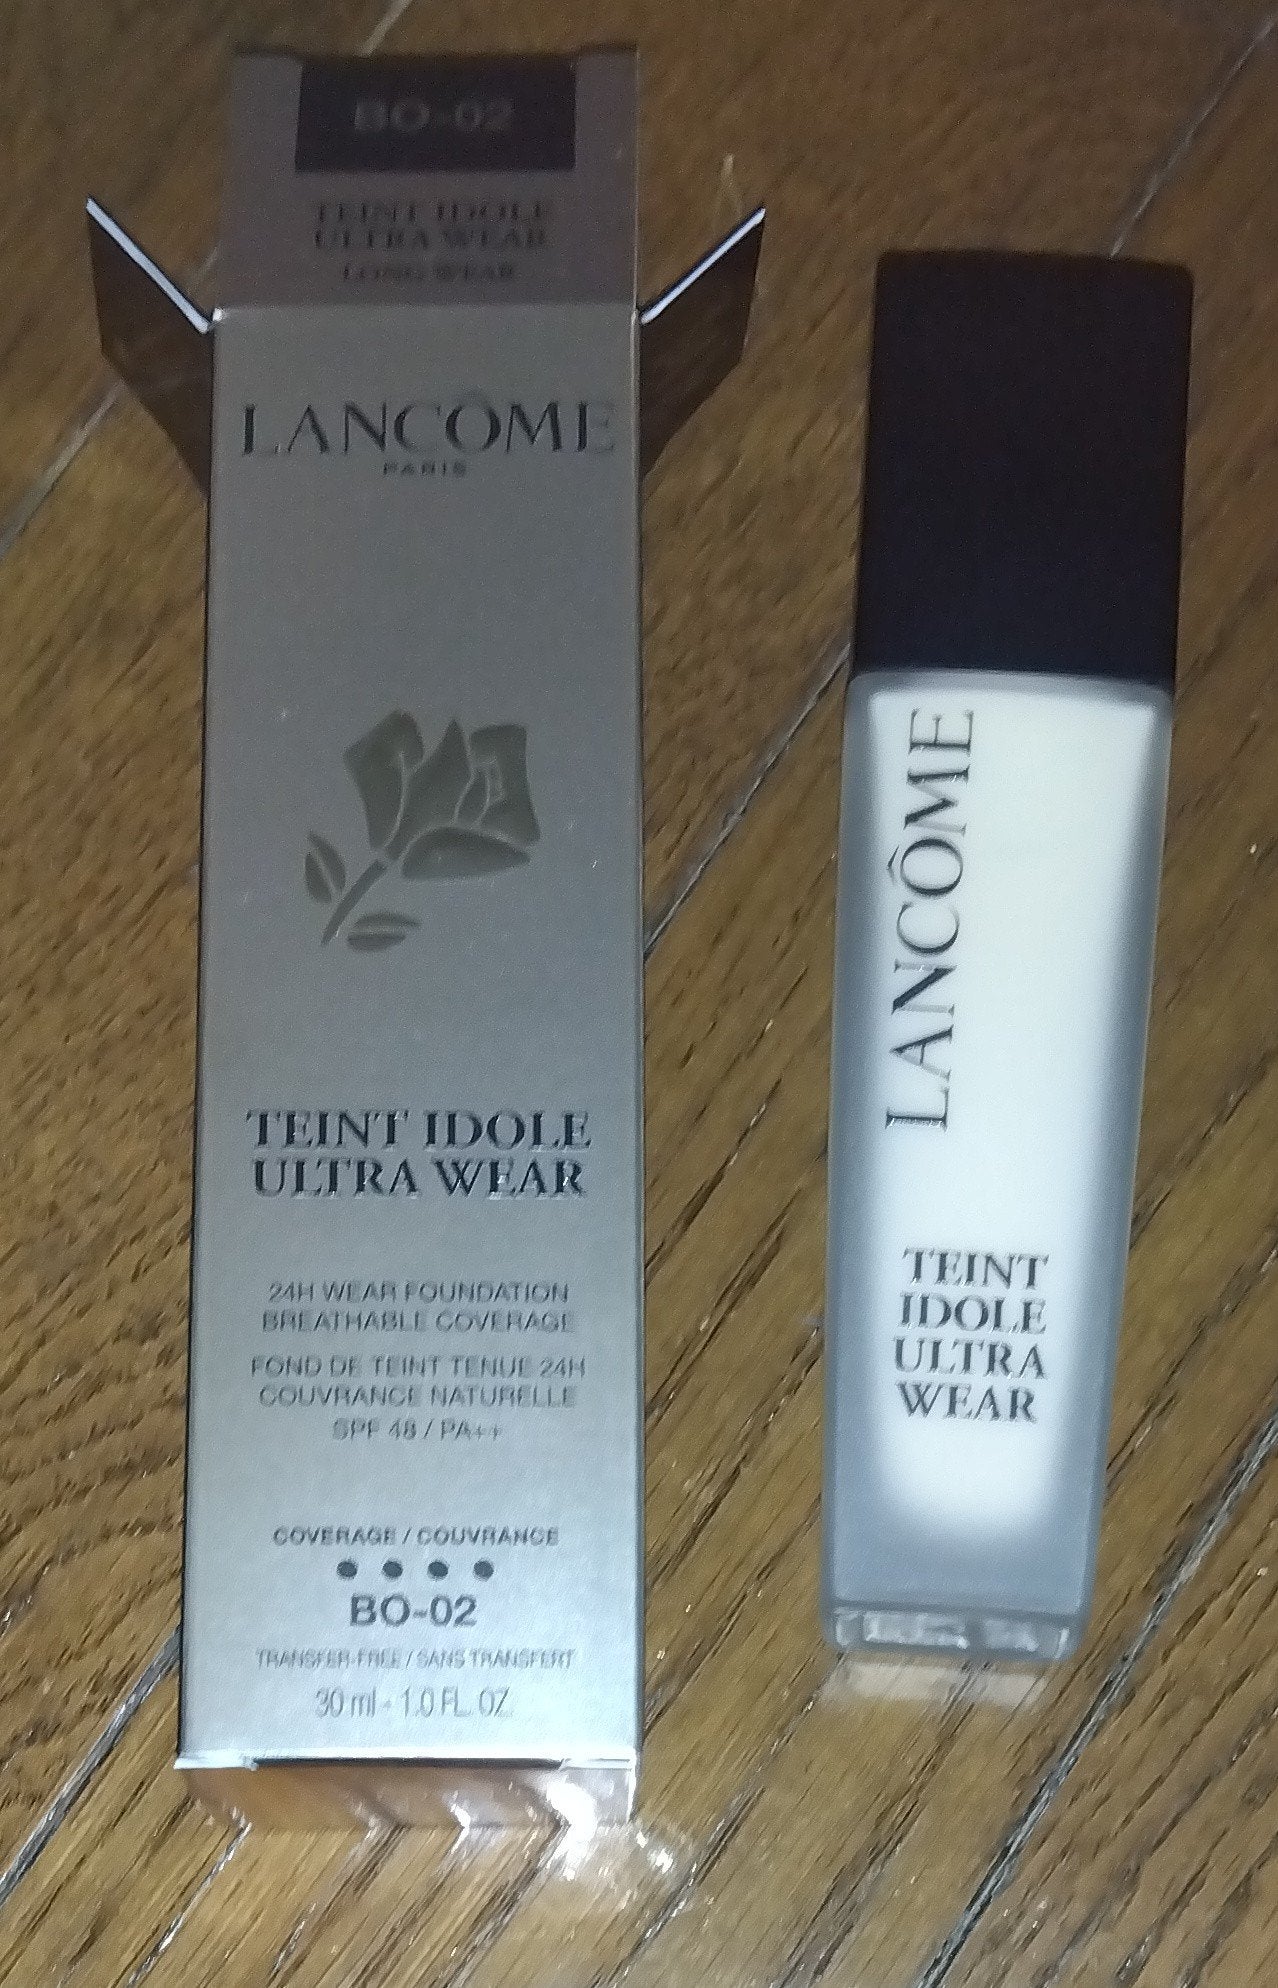 BO-02
TEINT IDOLE
ULTRA WEAR
LONG WEAR
LANCÔME
PARIS
TEINT IDOLE
ULTRA WEAR
24H WEAR FOUNDATION
BREATHABLE COVERAGE
FOND DE TEINT TENUE 24H
COUVRANCE NATURELLE
SPF 48 / PA++
COVERAGE / COUVRANCE
BO-02
TRANSFER-FREE / SANS TRANSFERT
30 ml - 1.0 FL. OZ.
LANCÔME
TEINT
IDOLE
ULTRA
WEAR